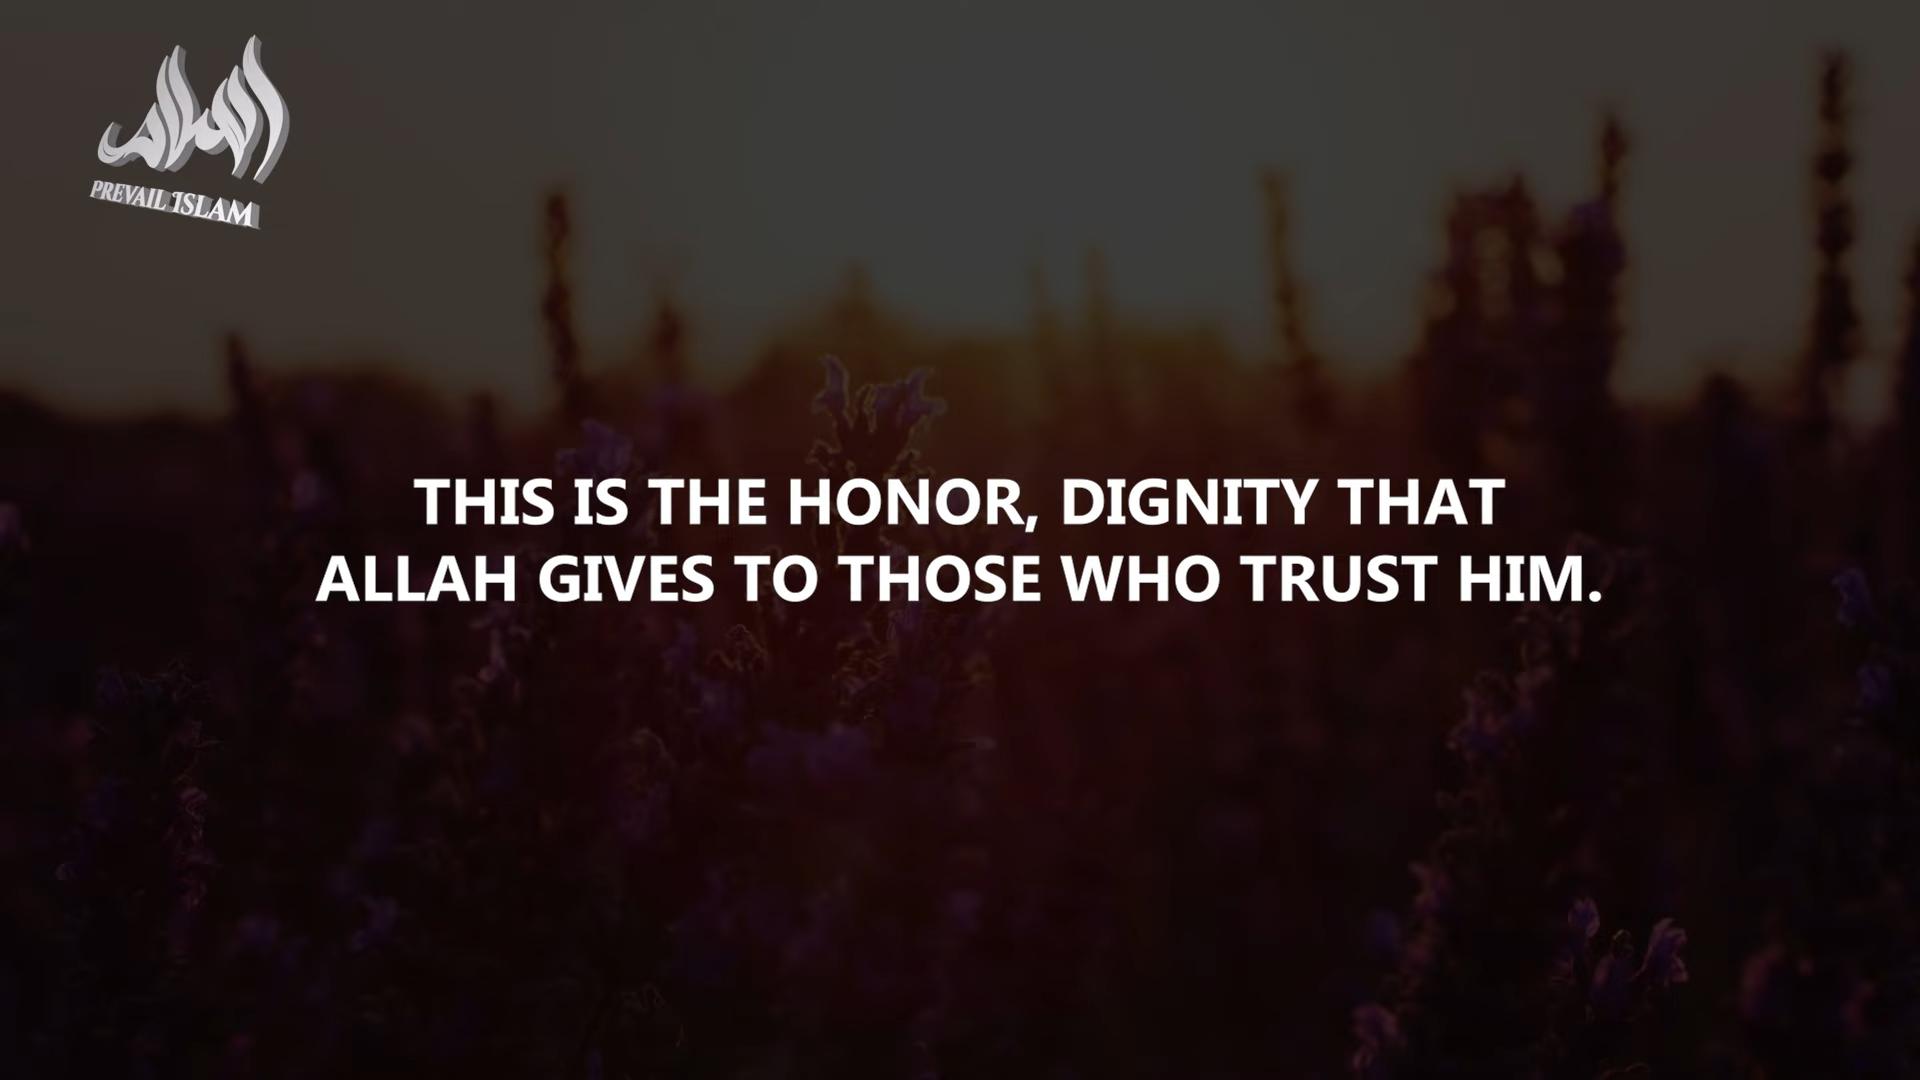 PREVAIL ISLAM
THIS IS THE HONOR, DIGNITY THAT
ALLAH GIVES TO THOSE WHO TRUST HIM.